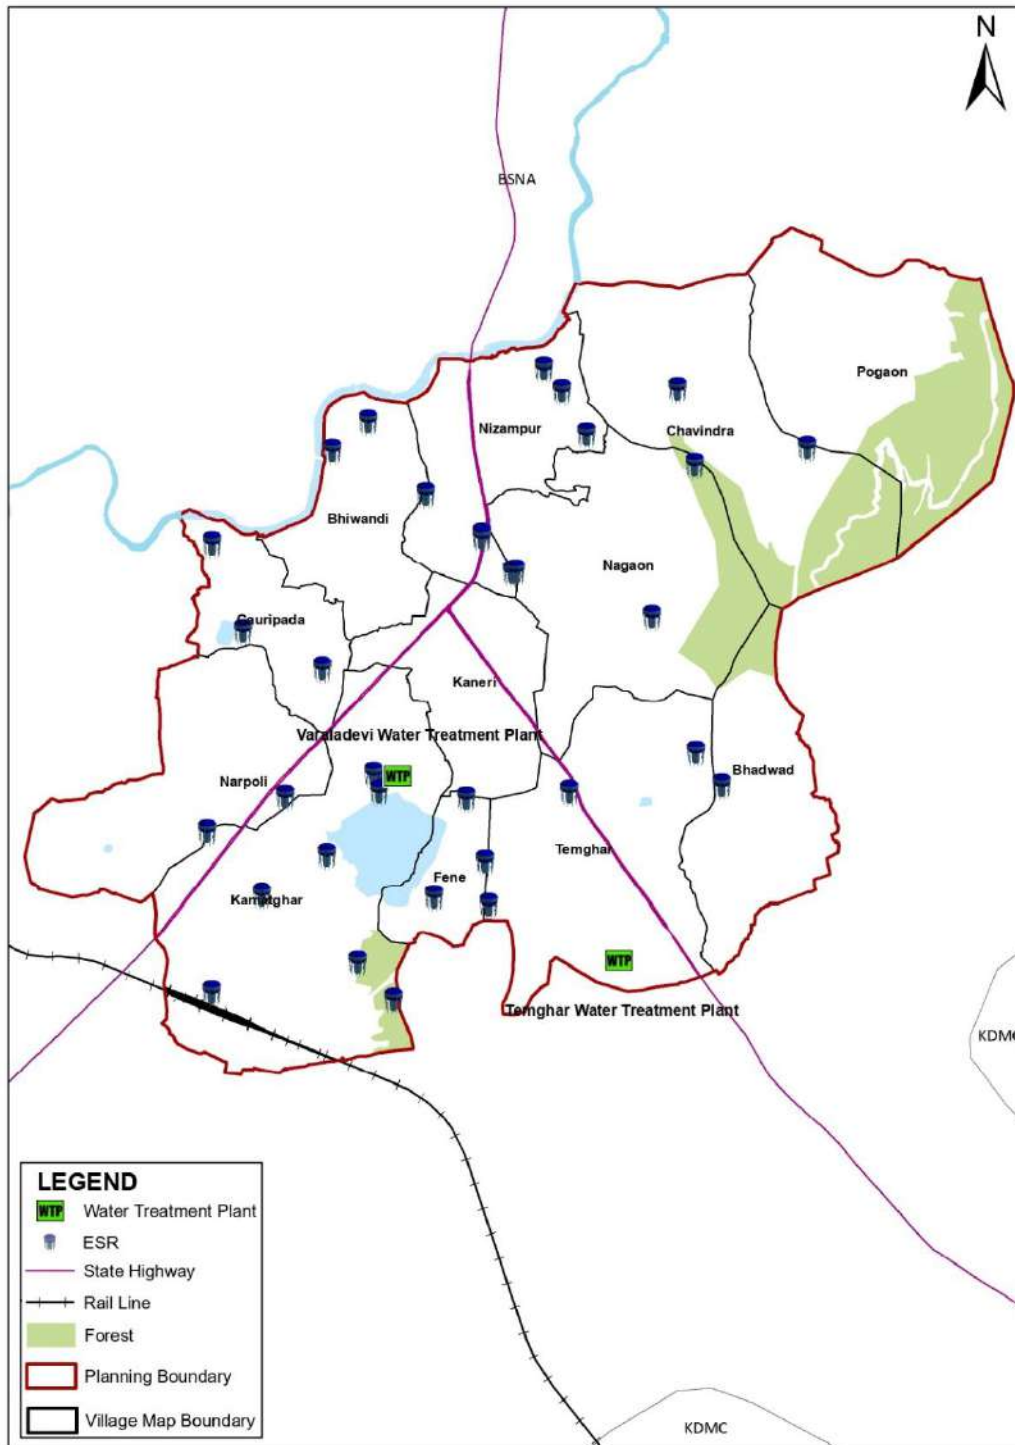 N
BSNA
Pogaon
Nizampur
Chavindra
Bhiwandi
Nagaon
Gauripada
Kaneri
Varaladevi Water Treatment Plant
Narpoli
WTP
Bhadwad
Temghar
Fene
Kamatghar
WTP
Temghar Water Treatment Plant
KDMC
LEGEND
WTP Water Treatment Plant
ESR
State Highway
Rail Line
Forest
Planning Boundary
Village Map Boundary
KDMC